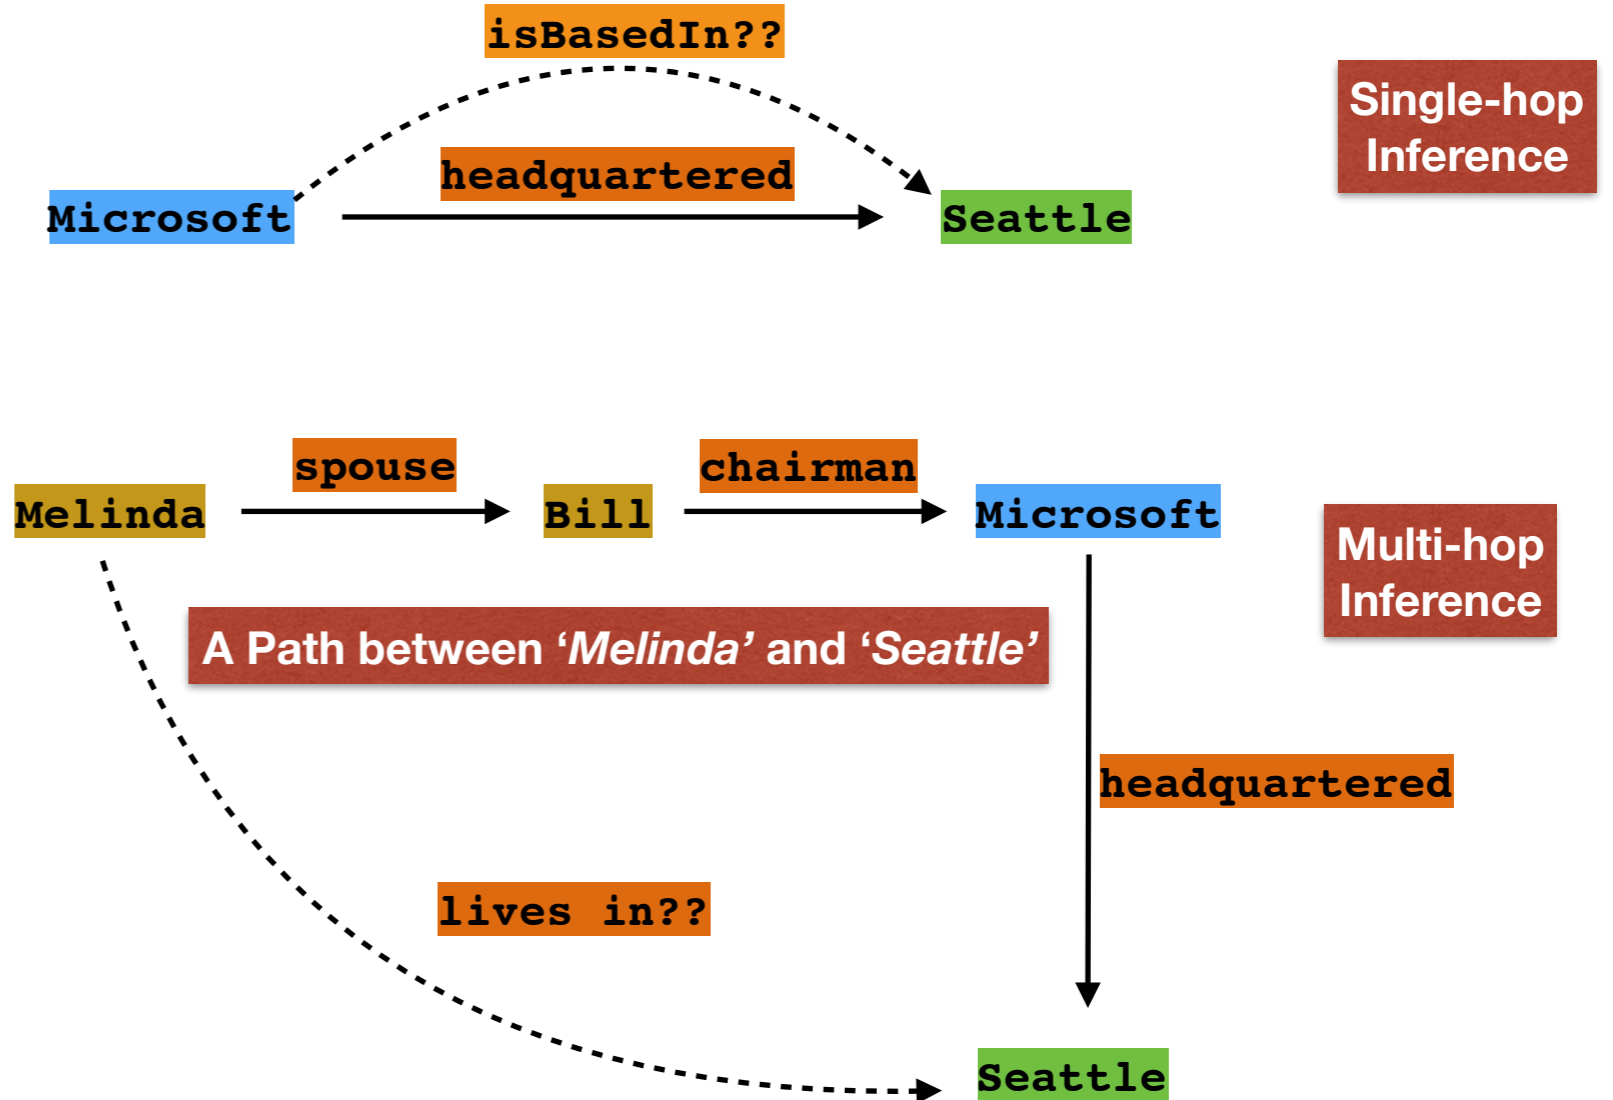 isBasedIn??
Single-hop
Inference
headquartered
Microsoft
Seattle
spouse
chairman
Melinda
Bill
Microsoft
Multi-hop
Inference
A Path between ‘Melinda’ and ‘Seattle’
headquartered
lives in??
Seattle